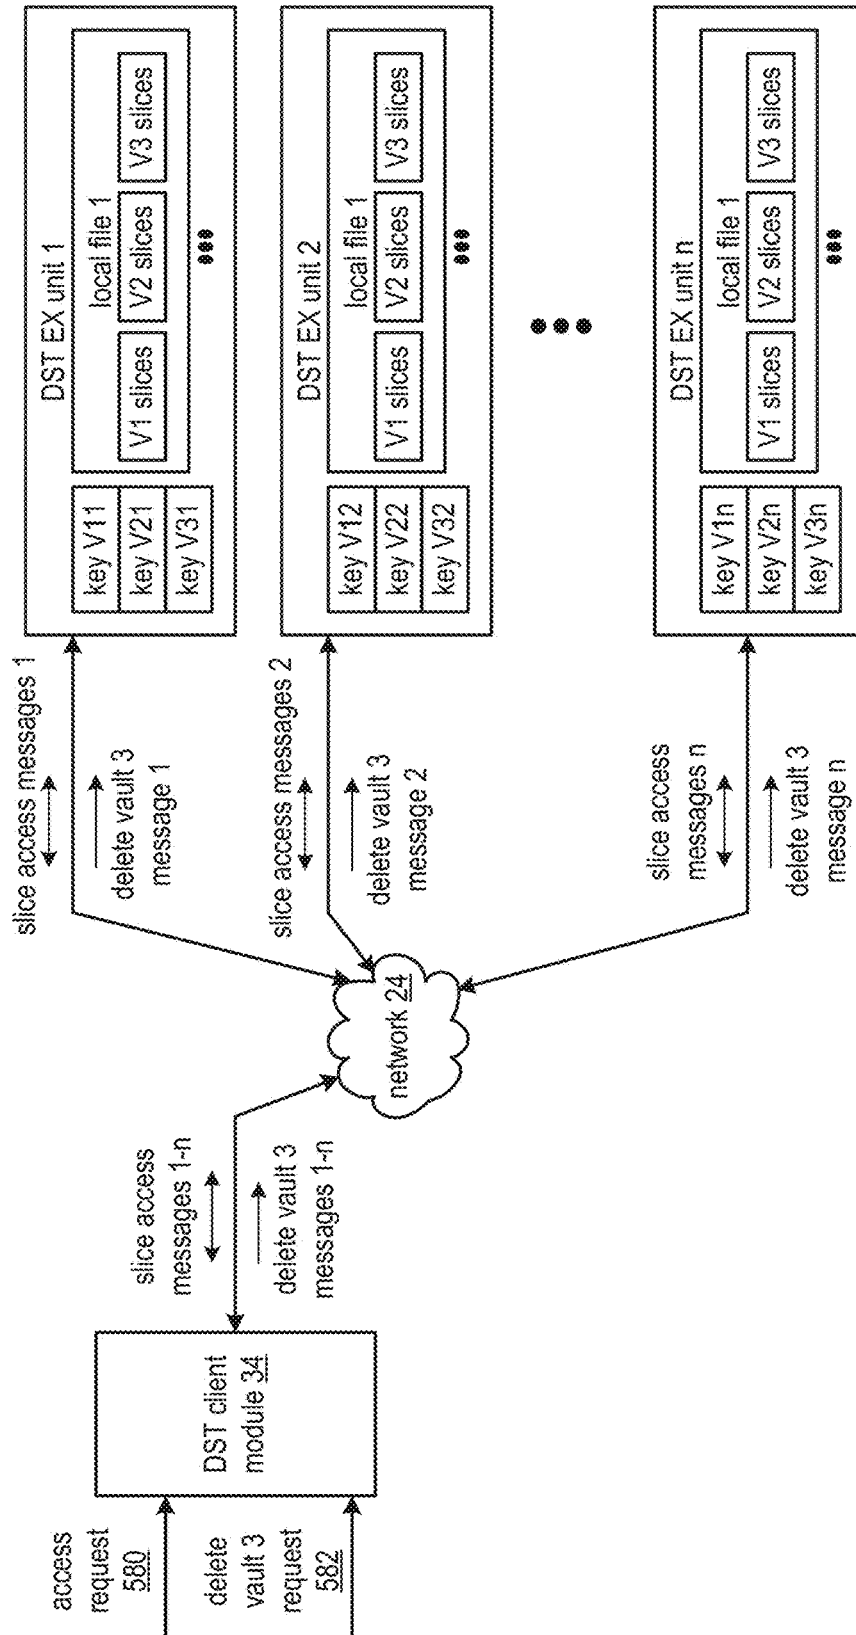 access
request
580
delete
vault 3
request
582
DST client
module 34
slice access
messages 1-n
delete vault 3
messages 1-n
network 24
slice access messages 1
delete vault 3
message 1
slice access messages 2
delete vault 3
message 2
slice access
messages n
delete vault 3
message n
DST EX unit 1
key V11
key V21
key V31
local file 1
V1 slices
V2 slices
V3 slices
DST EX unit 2
key V12
key V22
key V32
local file 1
V1 slices
V2 slices
V3 slices
DST EX unit n
key V1n
key V2n
key V3n
local file 1
V1 slices
V2 slices
V3 slices